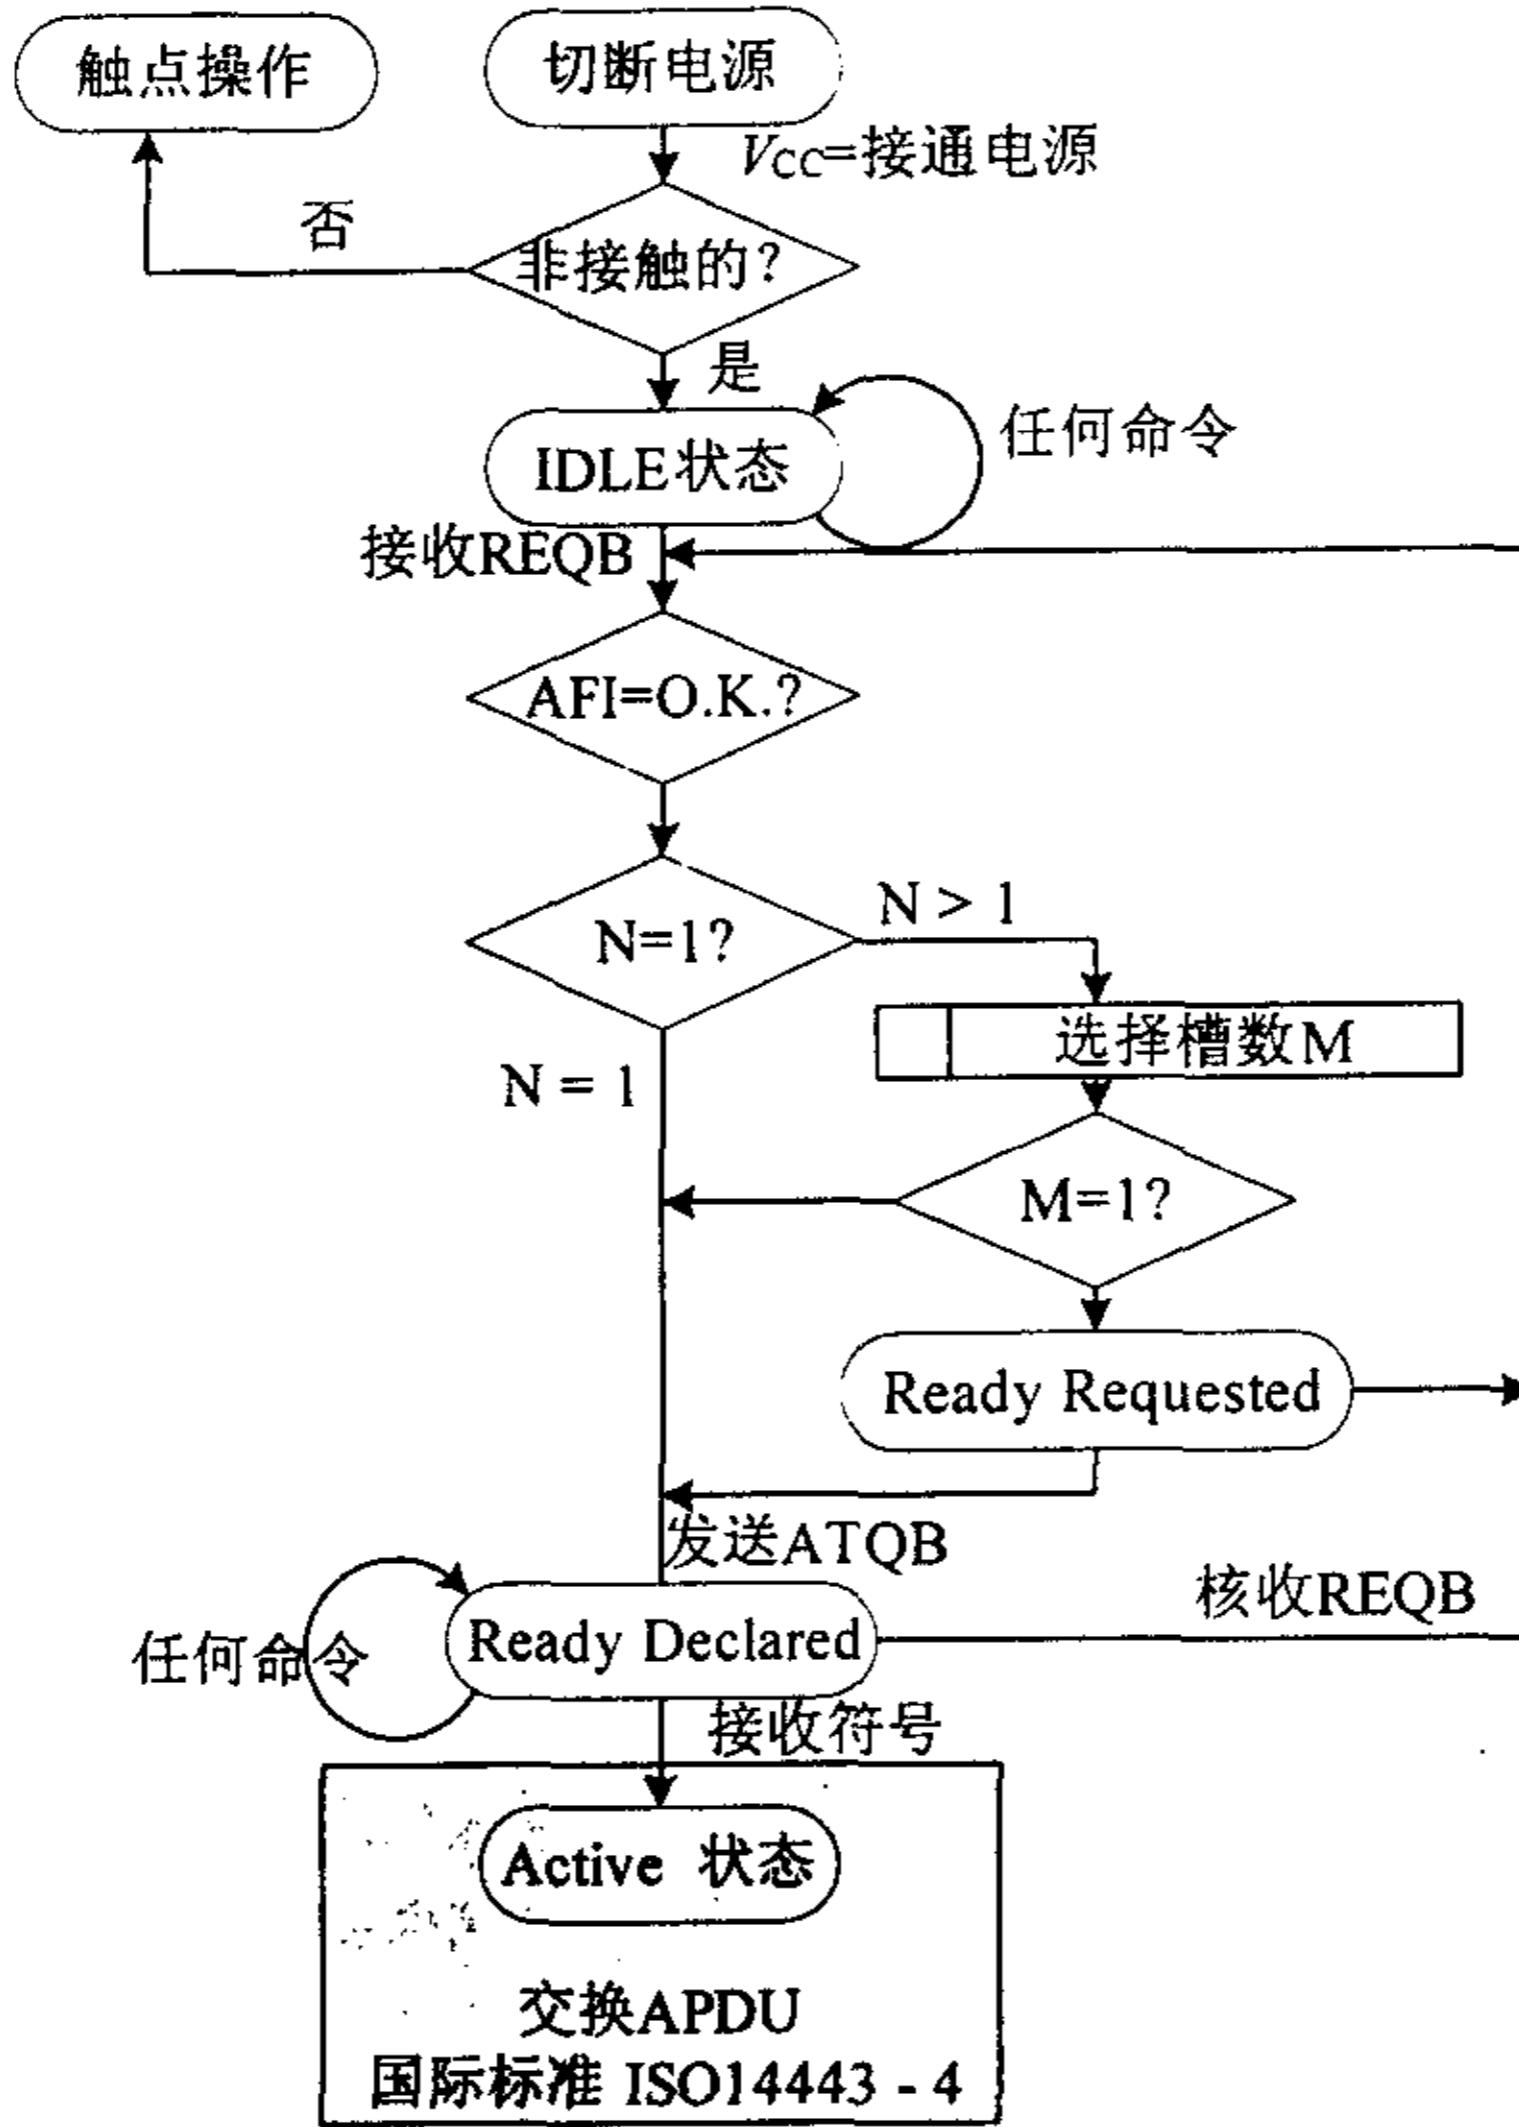 触点操作
切断电源
VCC=接通电源
否
非接触的?
是
IDLE状态
任何命令
接收REQB
AFI=O.K.?
N=1?
N > 1
选择槽数M
N = 1
M=1?
Ready Requested
发送ATQB
核收REQB
任何命令
Ready Declared
接收符号
Active 状态
交换APDU
国际标准 ISO14443 - 4